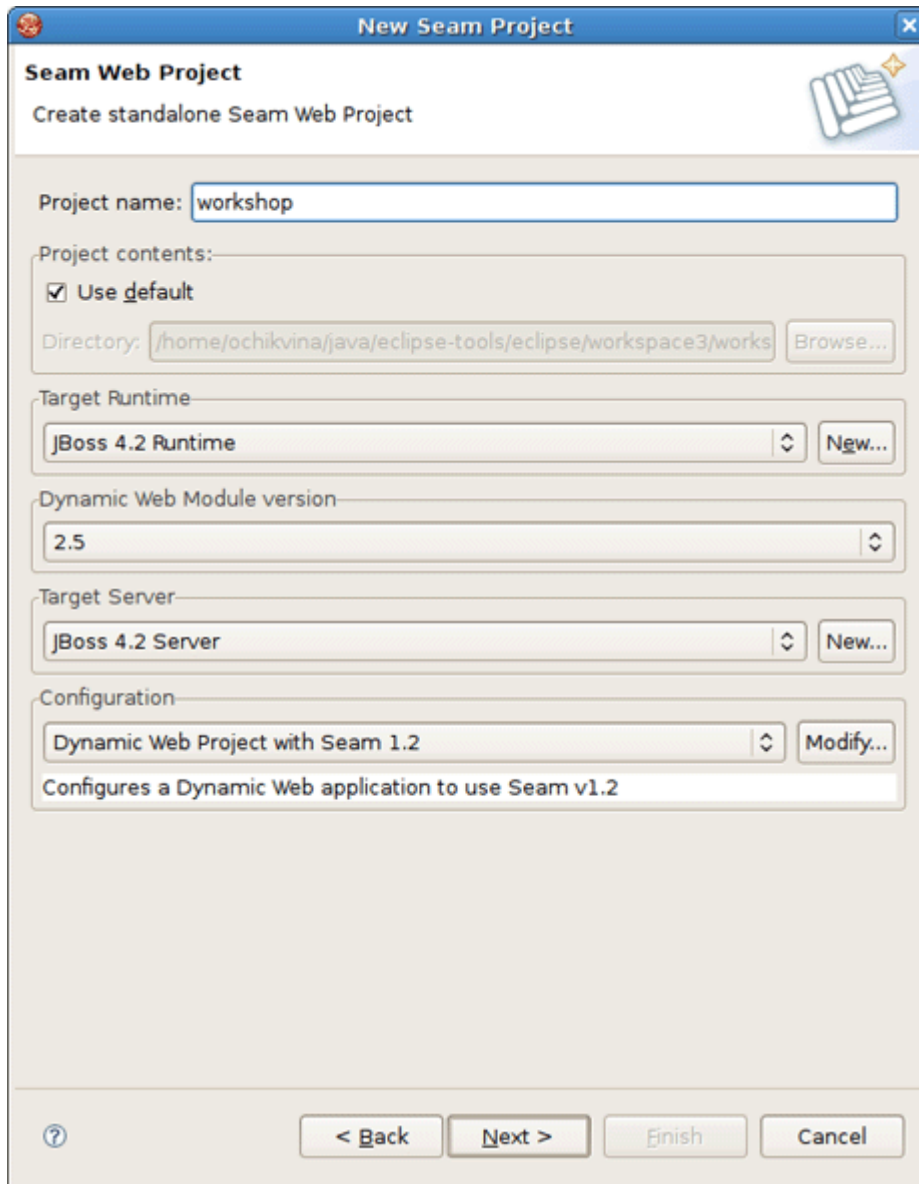 New Seam Project
Seam Web Project
Create standalone Seam Web Project
Project name: workshop
Project contents:
Use default
Directory: /home/ochikvina/java/eclipse-tools/eclipse/workspace3/works Browse...
Target Runtime
JBoss 4.2 Runtime New...
Dynamic Web Module version
2.5
Target Server
JBoss 4.2 Server New...
Configuration
Dynamic Web Project with Seam 1.2 Modify...
Configures a Dynamic Web application to use Seam v1.2
? < Back Next > Finish Cancel